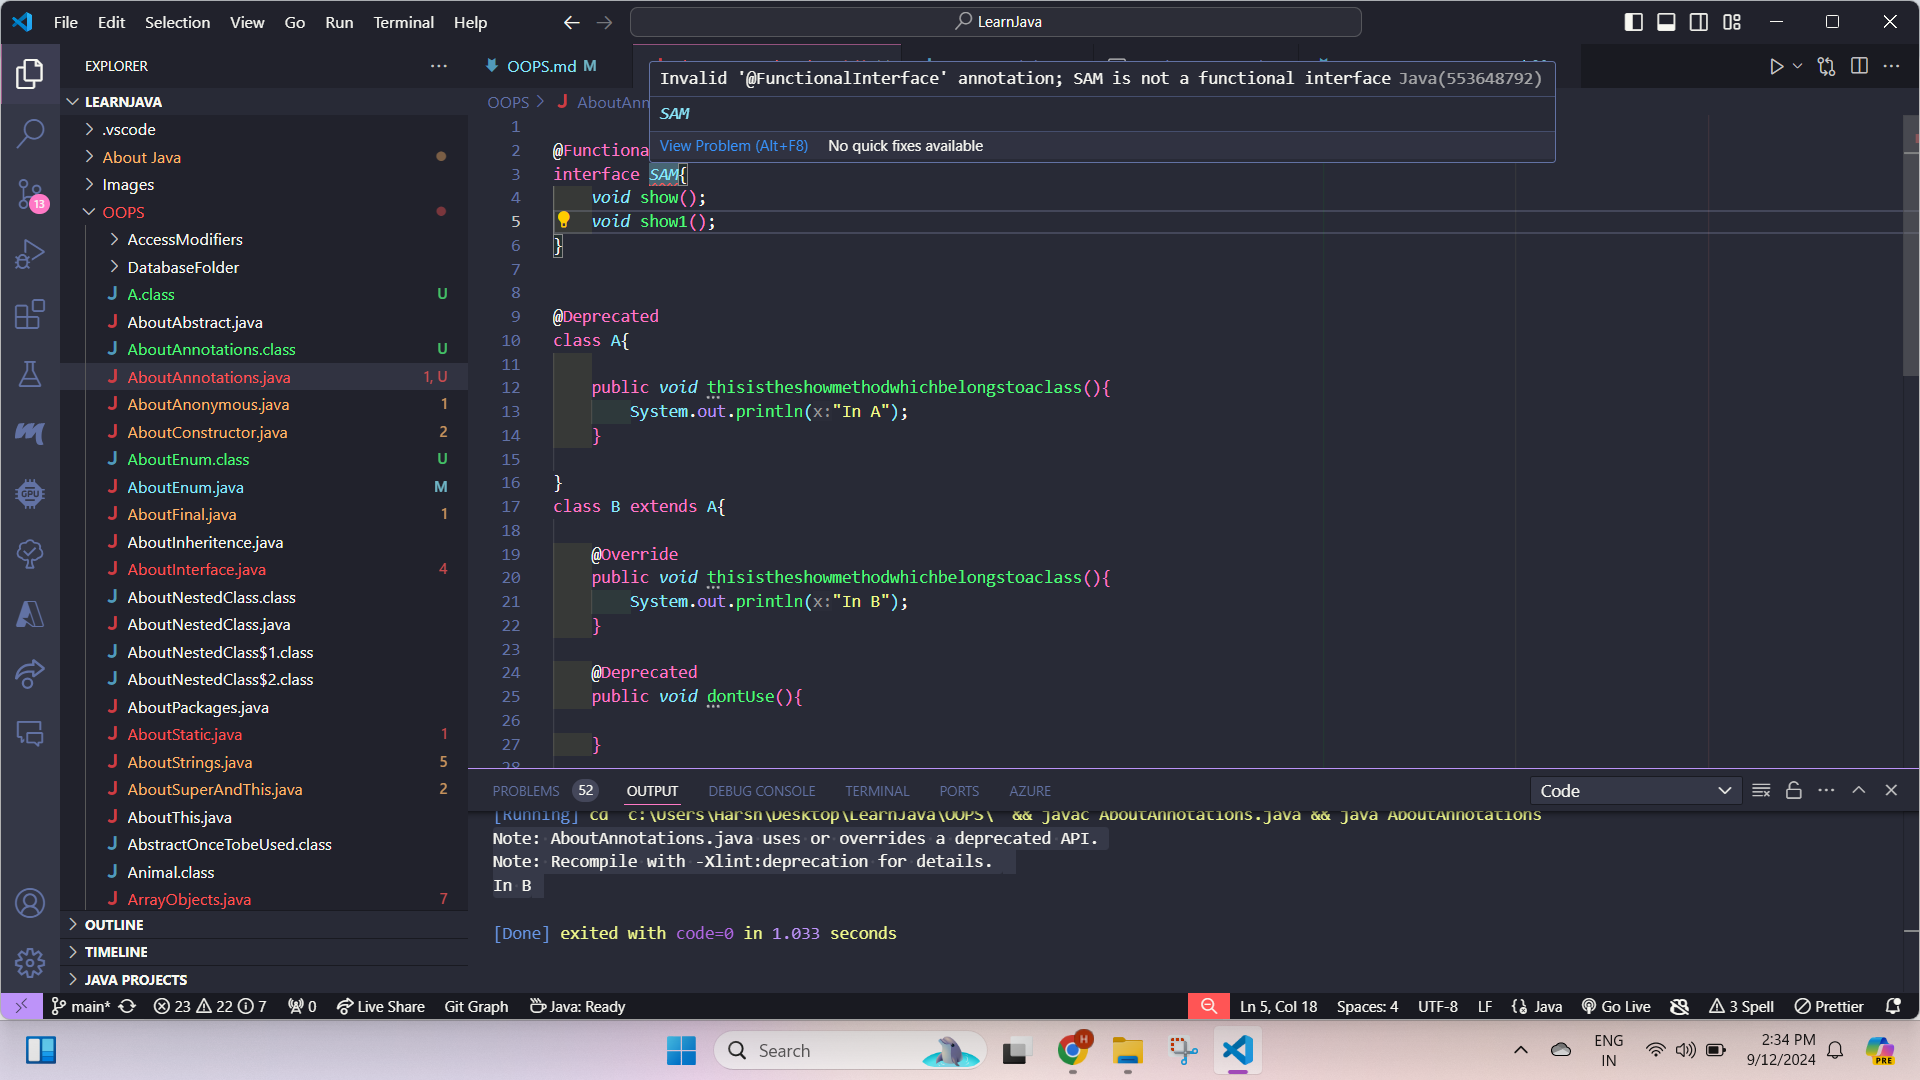 File Edit Selection View Go Run Terminal Help
LearnJava
EXPLORER
LEARNJAVA
.vscode
About Java
Images
OOPS
AccessModifiers
DatabaseFolder
A.class U
AboutAbstract.java
AboutAnnotations.class U
AboutAnnotations.java 1, U
AboutAnonymous.java 1
AboutConstructor.java 2
AboutEnum.class U
AboutEnum.java M
AboutFinal.java 1
AboutInheritence.java
AboutInterface.java 4
AboutNestedClass.class
AboutNestedClass.java
AboutNestedClass$1.class
AboutNestedClass$2.class
AboutPackages.java
AboutStatic.java 1
AboutStrings.java 5
AboutSuperAndThis.java 2
AboutThis.java
AbstractOnceTobeUsed.class
Animal.class
ArrayObjects.java 7
OUTLINE
TIMELINE
JAVA PROJECTS
13
GPU
OOPS.md M
OOPS > J AboutAnn
Invalid '@FunctionalInterface' annotation; SAM is not a functional interface Java(553648792)
SAM
View Problem (Alt+F8) No quick fixes available
1
2 @Functiona
3 interface SAM{
4 void show();
5 void show1();
6 }
7
8
9 @Deprecated
10 class A{
11
12 public void thisistheshowmethodwhichbelongstoaclass(){
13 System.out.println(x:"In A");
14 }
15
16 }
17 class B extends A{
18
19 @Override
20 public void thisistheshowmethodwhichbelongstoaclass(){
21 System.out.println(x:"In B");
22 }
23
24 @Deprecated
25 public void dontUse(){
26
27 }
28
PROBLEMS 52 OUTPUT DEBUG CONSOLE TERMINAL PORTS AZURE
Code
[Running] cd "c:\Users\Harsh\Desktop\LearnJava\OOPS\" && javac AboutAnnotations.java && java AboutAnnotations
Note: AboutAnnotations.java uses or overrides a deprecated API.
Note: Recompile with -Xlint:deprecation for details.
In B
[Done] exited with code=0 in 1.033 seconds
main* 23 22 7 0 Live Share Git Graph Java: Ready
Ln 5, Col 18 Spaces: 4 UTF-8 LF {} Java Go Live 3 Spell Prettier
Search
H
ENG
IN
2:34 PM
9/12/2024
PRE